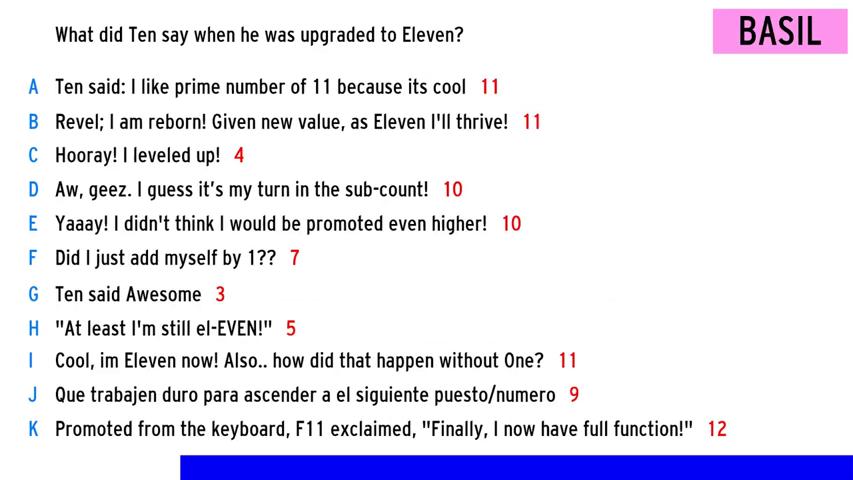 What did Ten say when he was upgraded to Eleven?
BASIL
A Ten said: I like prime number of 11 because its cool 11
B Revel; I am reborn! Given new value, as Eleven I'll thrive! 11
C Hooray! I leveled up! 4
D Aw, geez. I guess it’s my turn in the sub-count! 10
E Yaaay! I didn't think I would be promoted even higher! 10
F Did I just add myself by 1?? 7
G Ten said Awesome 3
H "At least I'm still el-EVEN!" 5
I Cool, im Eleven now! Also.. how did that happen without One? 11
J Que trabajen duro para ascender a el siguiente puesto/numero 9
K Promoted from the keyboard, F11 exclaimed, "Finally, I now have full function!" 12